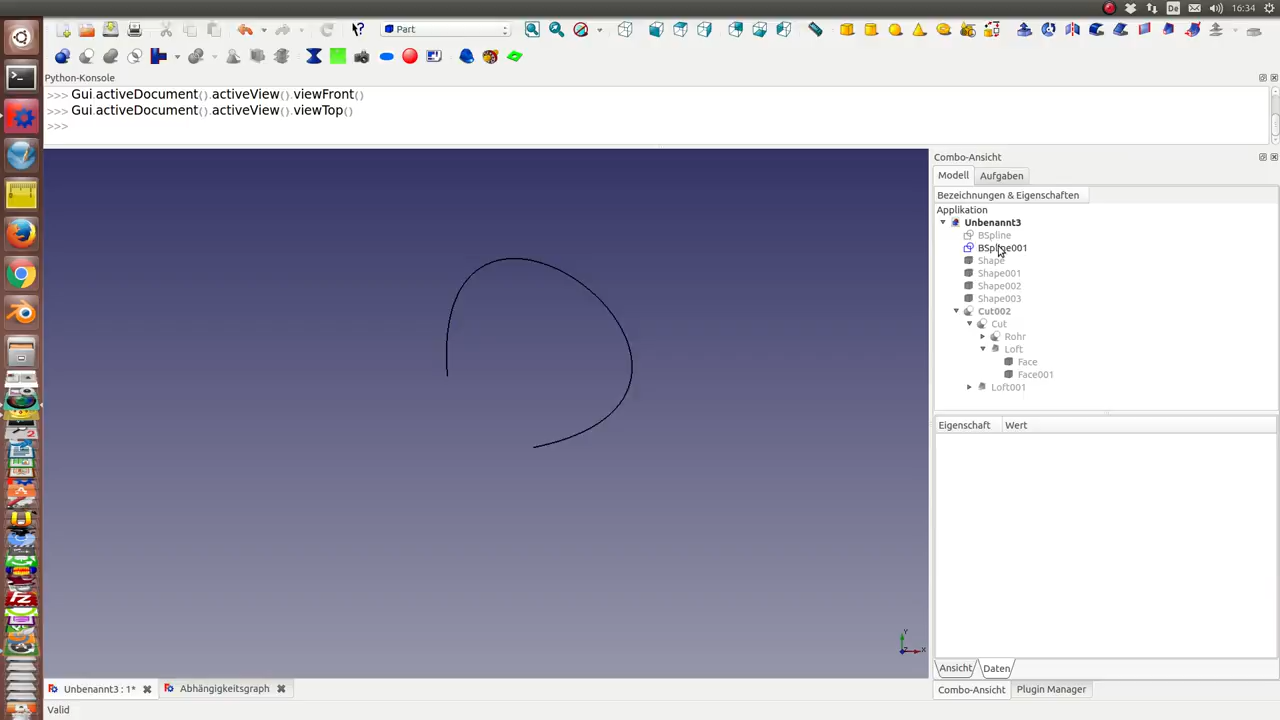 De
16:34
Part
Python-Konsole
>>> Gui.activeDocument().activeView().viewFront()
>>> Gui.activeDocument().activeView().viewTop()
>>>
Combo-Ansicht
Modell
Aufgaben
Bezeichnungen & Eigenschaften
Applikation
Unbenannt3
BSpline
BSpline001
Shape
Shape001
Shape002
Shape003
Cut002
Cut
Rohr
Loft
Face
Face001
Loft001
Eigenschaft
Wert
Y
X
Ansicht
Daten
Unbenannt3 : 1*
Abhängigkeitsgraph
Combo-Ansicht
Plugin Manager
Valid